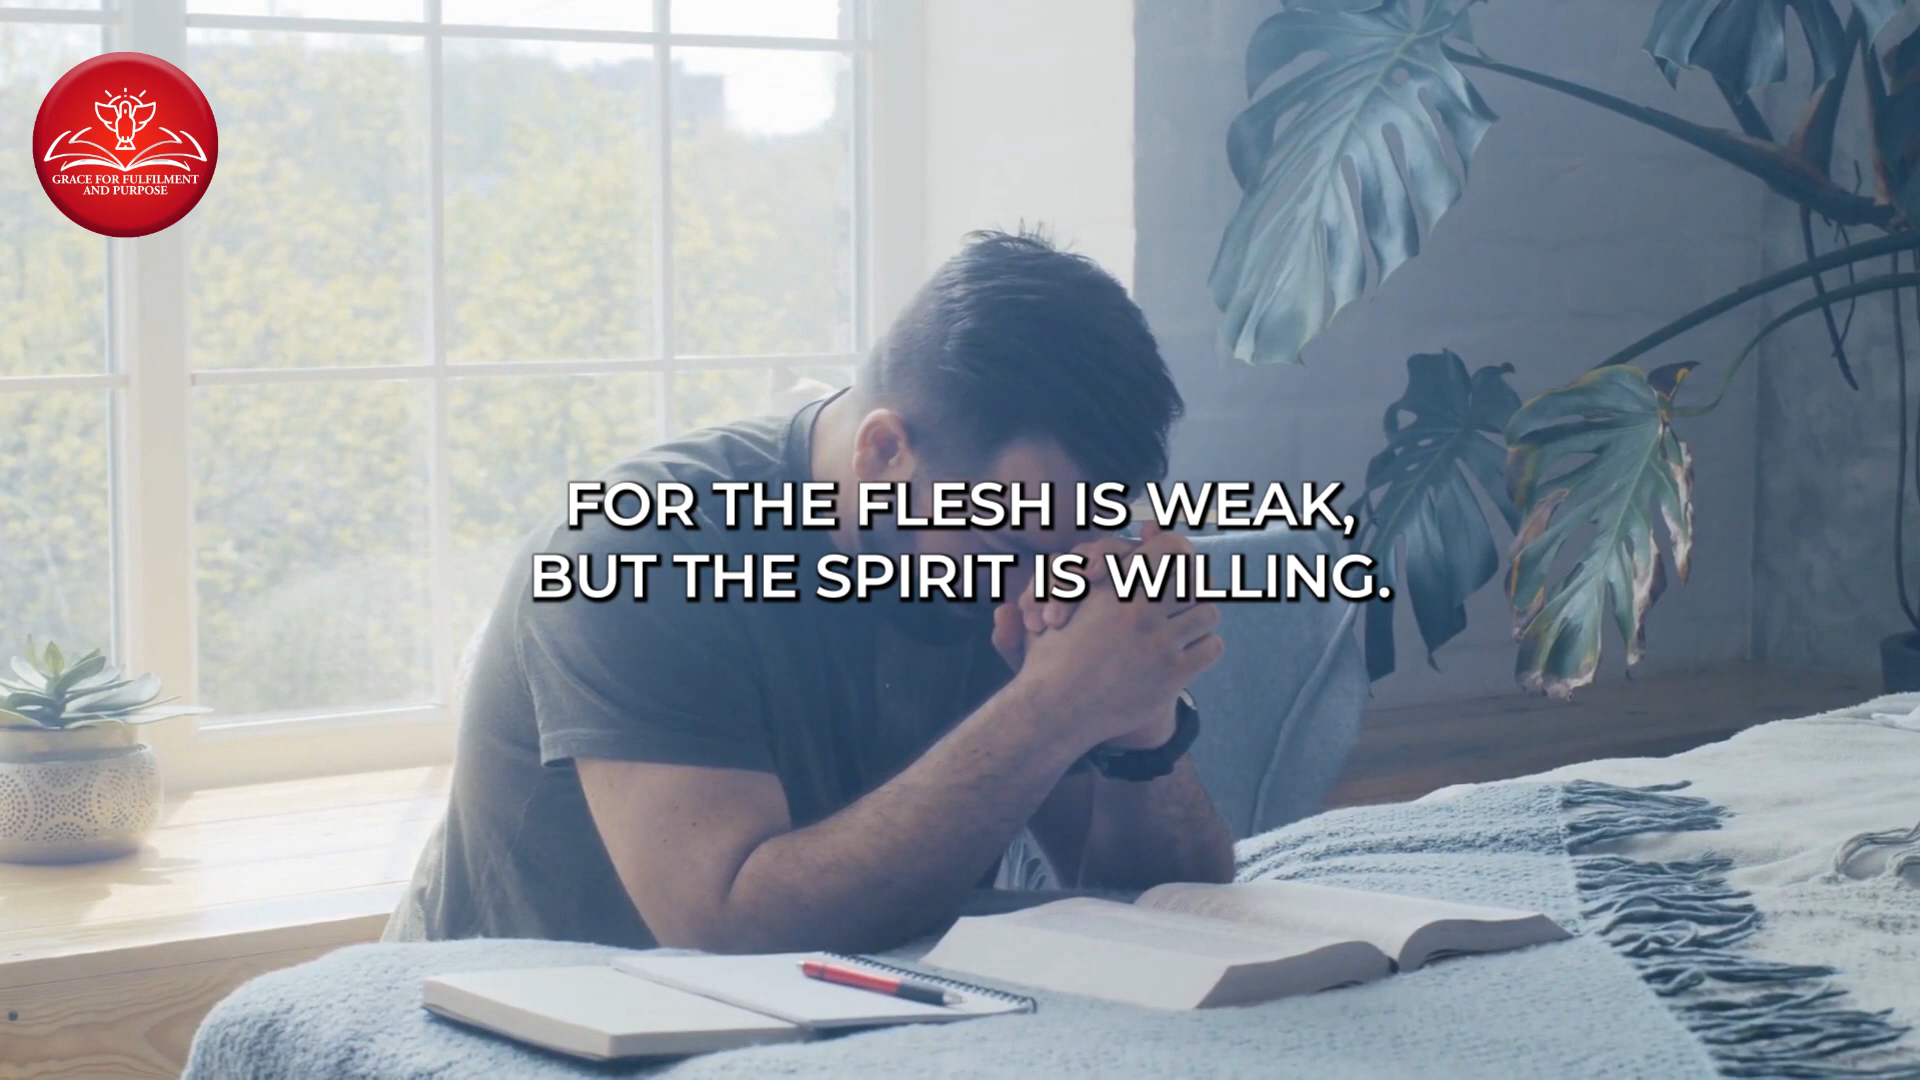 GRACE FOR FULFILMENT
AND PURPOSE
FOR THE FLESH IS WEAK,
BUT THE SPIRIT IS WILLING.